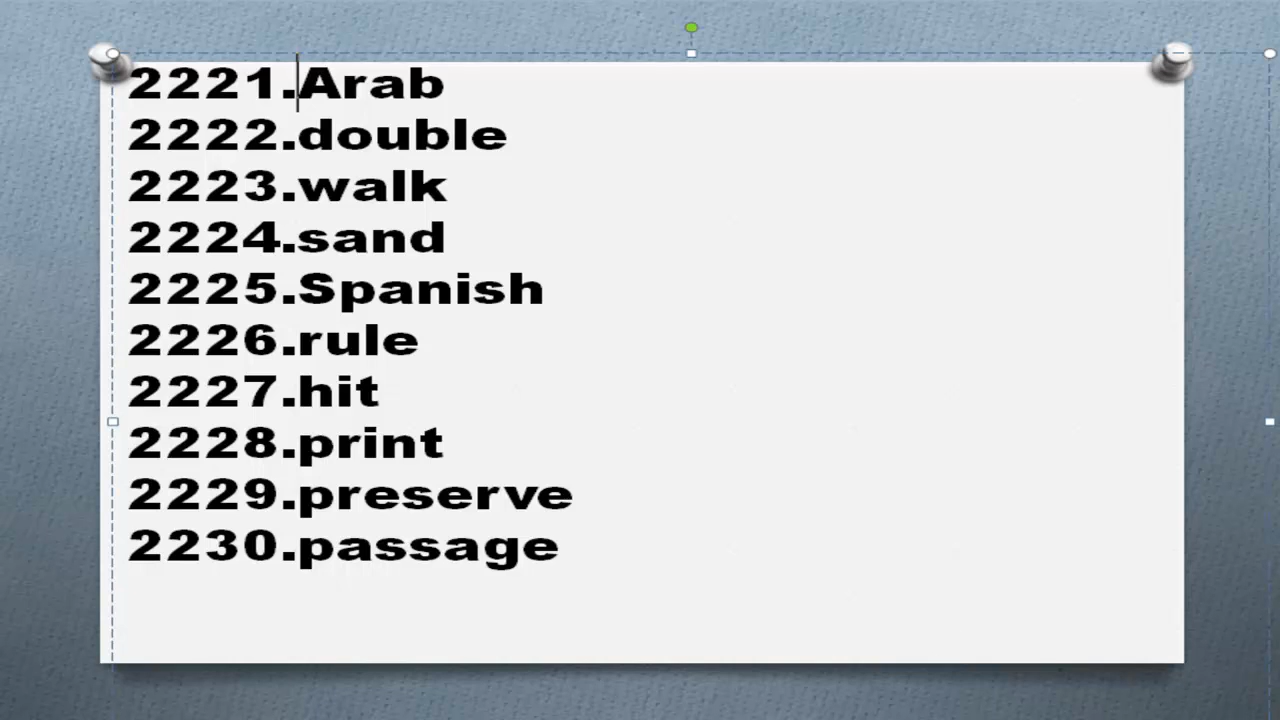 2221.Arab
2222.double
2223.walk
2224.sand
2225.Spanish
2226.rule
2227.hit
2228.print
2229.preserve
2230.passage